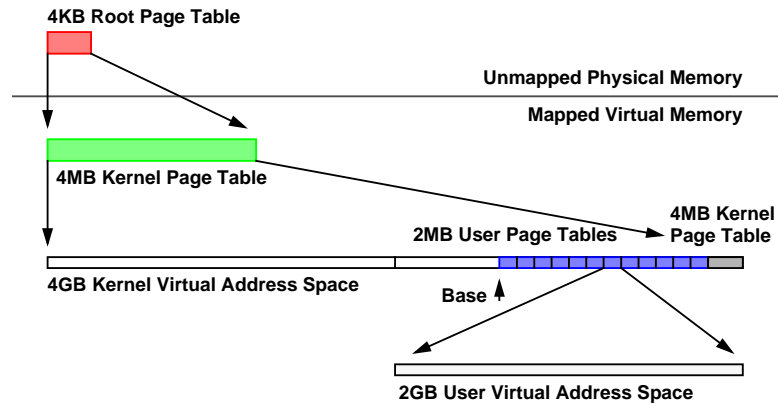 4KB Root Page Table
Unmapped Physical Memory
Mapped Virtual Memory
4MB Kernel Page Table
4MB Kernel
Page Table
2MB User Page Tables
4GB Kernel Virtual Address Space
Base
2GB User Virtual Address Space